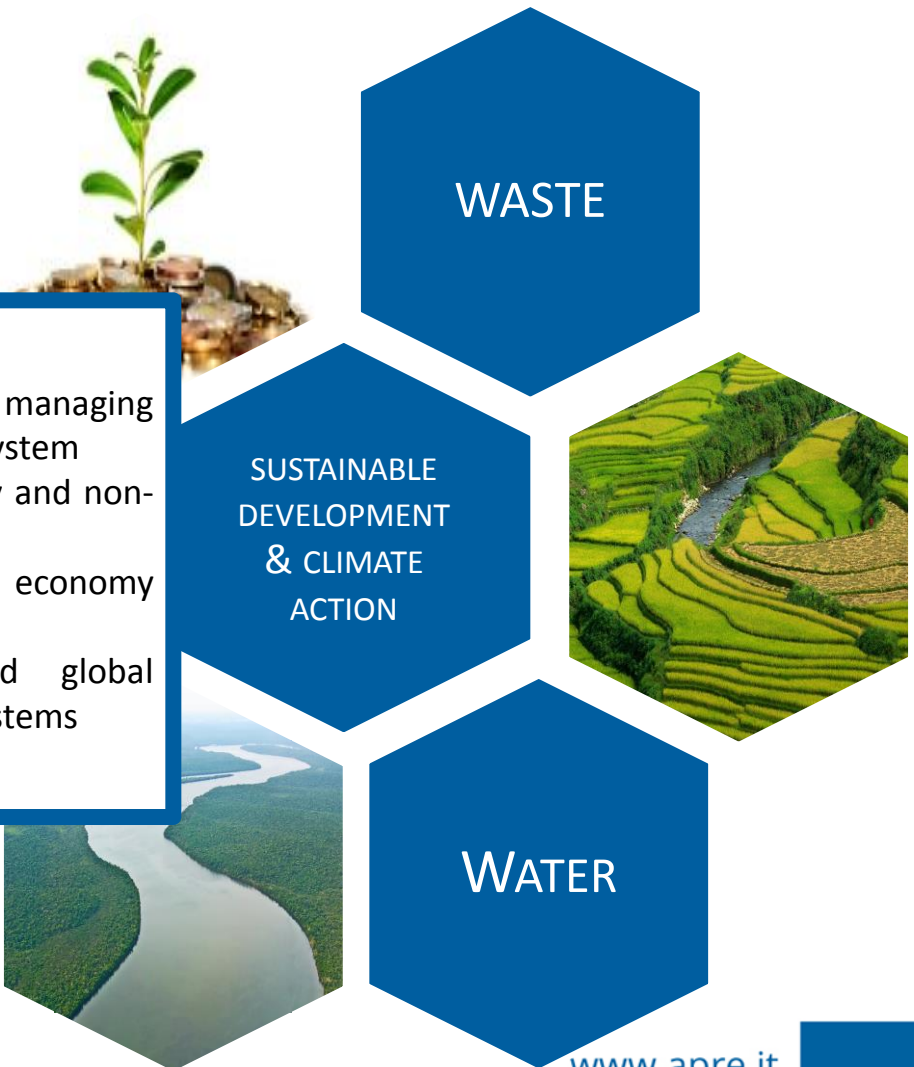 WASTE
managing
ystem
and non-
economy
global
stems
SUSTAINABLE
DEVELOPMENT
& CLIMATE
ACTION
WATER
www.apre.it